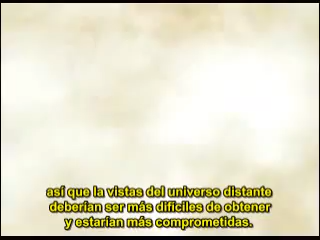 así que la vistas del universo distante
deberían ser más difíciles de obtener
y estarían más comprometidas.